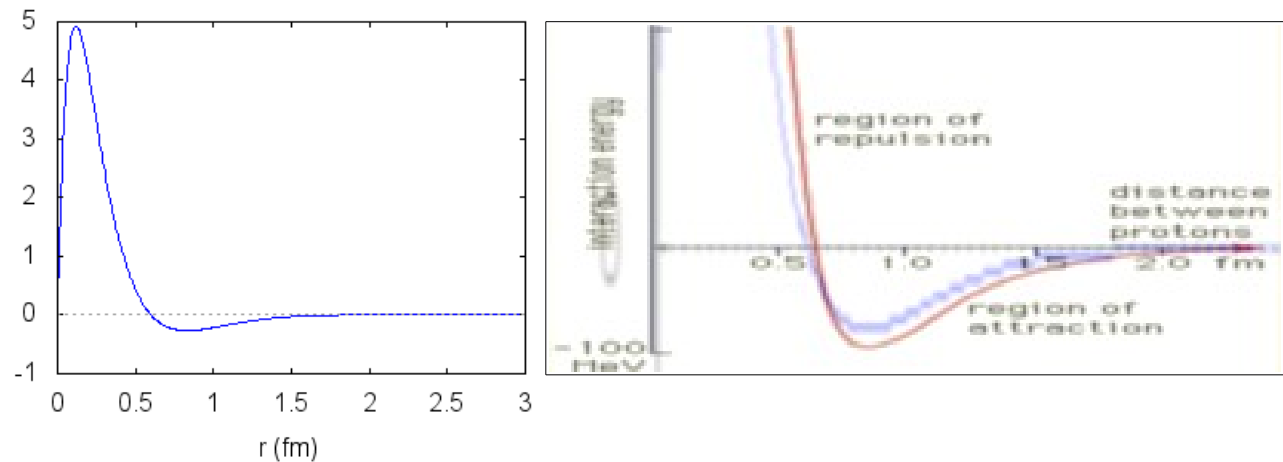 5
4
3
2
1
0
-1
0 0.5 1 1.5 2 2.5 3
r (fm)
interaction energy
region of
repulsion
distance
between
protons
0.5 1.0 1.5 2.0 fm
region of
attraction
-100
MeV